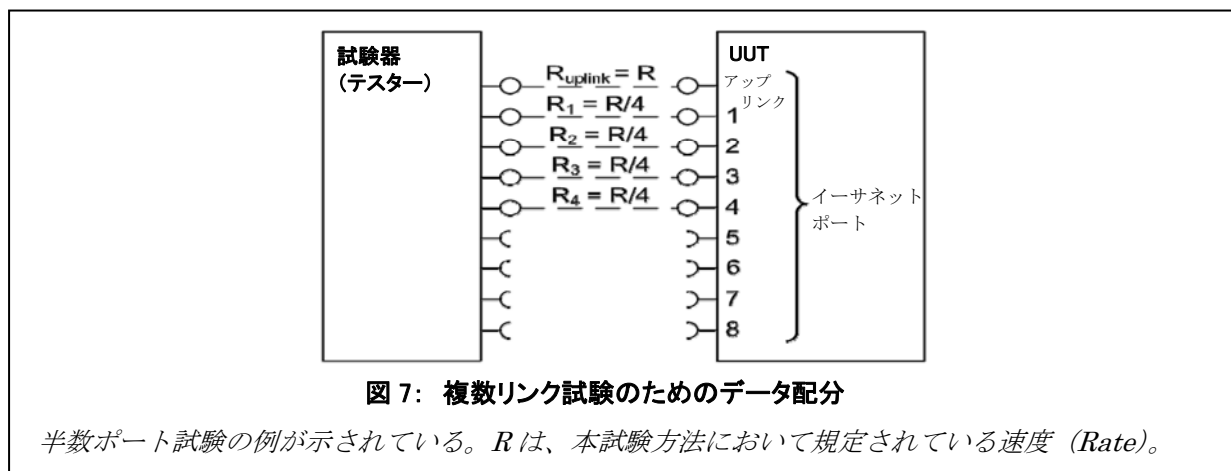 試験器
(テスター)
UUT
R_uplink = R
アップ
リンク
R₁ = R/4
1
R₂ = R/4
2
R₃ = R/4
3
R₄ = R/4
4
イーサネット
ポート
5
6
7
8
図 7: 複数リンク試験のためのデータ配分
半数ポート試験の例が示されている。R は、本試験方法において規定されている速度 (Rate)。